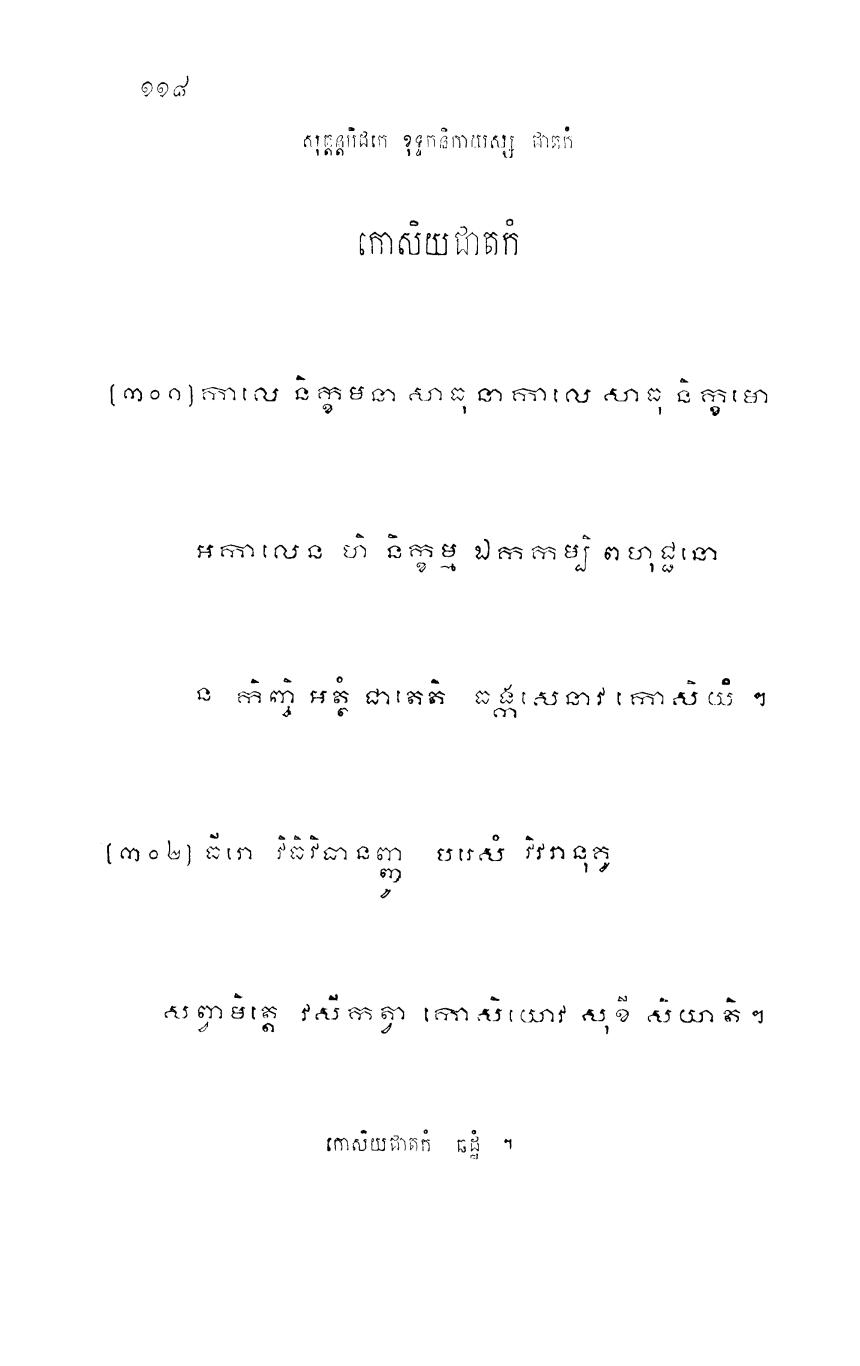 ១១៨
សុត្តន្តបិដកេ ខុទ្ទកនិកាយស្ស ជាតកំ
កោសិយជាតកំ
[៣០១] កាលេ និក្ខមនា សាធុ នាកាលេ សាធុ និក្ខមោ
អកាលេន ហិ និក្ខម្ម ឯកកម្បិ ពហុជ្ជនោ
ន កិញ្ចិ អត្ថំ ជាតេតិ ធង្កសេនាវ កោសិយំ ។
[៣០២] ធីរោ វិធិវិធានញ្ញូ បរេសំ វិវរានុគូ
សព្វាមិត្តេ វសីកត្វា កោសិយោវ សុខី សិយាតិ។
កោសិយជាតកំ ឆដ្ឋំ ។